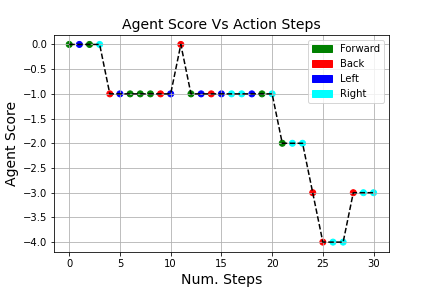 Agent Score Vs Action Steps
Agent Score
0.0
−0.5
−1.0
−1.5
−2.0
−2.5
−3.0
−3.5
−4.0
Forward
Back
Left
Right
0 5 10 15 20 25 30
Num. Steps